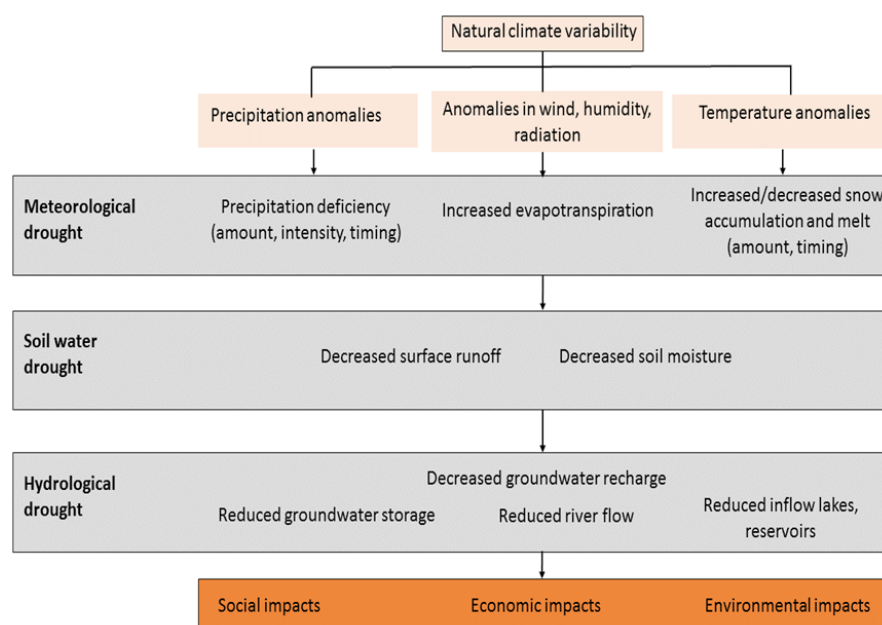 Natural climate variability
Precipitation anomalies
Anomalies in wind, humidity,
radiation
Temperature anomalies
Meteorological
drought
Precipitation deficiency
(amount, intensity, timing)
Increased evapotranspiration
Increased/decreased snow
accumulation and melt
(amount, timing)
Soil water
drought
Decreased surface runoff
Decreased soil moisture
Hydrological
drought
Decreased groundwater recharge
Reduced groundwater storage
Reduced river flow
Reduced inflow lakes,
reservoirs
Social impacts
Economic impacts
Environmental impacts